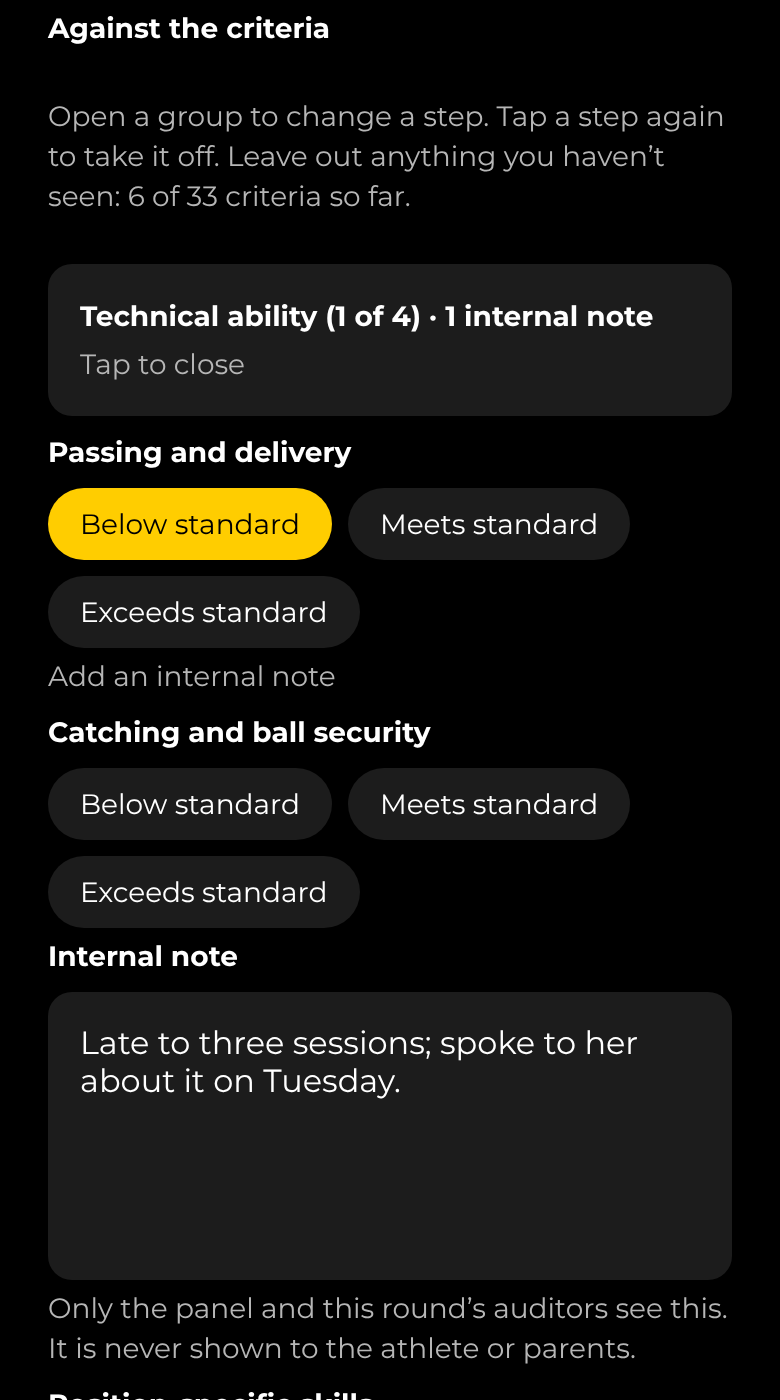 Against the criteria
Open a group to change a step. Tap a step again
to take it off. Leave out anything you haven’t
seen: 6 of 33 criteria so far.
Technical ability (1 of 4) · 1 internal note
Tap to close
Passing and delivery
Below standard
Meets standard
Exceeds standard
Add an internal note
Catching and ball security
Below standard
Meets standard
Exceeds standard
Internal note
Late to three sessions; spoke to her
about it on Tuesday.
Only the panel and this round’s auditors see this.
It is never shown to the athlete or parents.
Position-specific skills